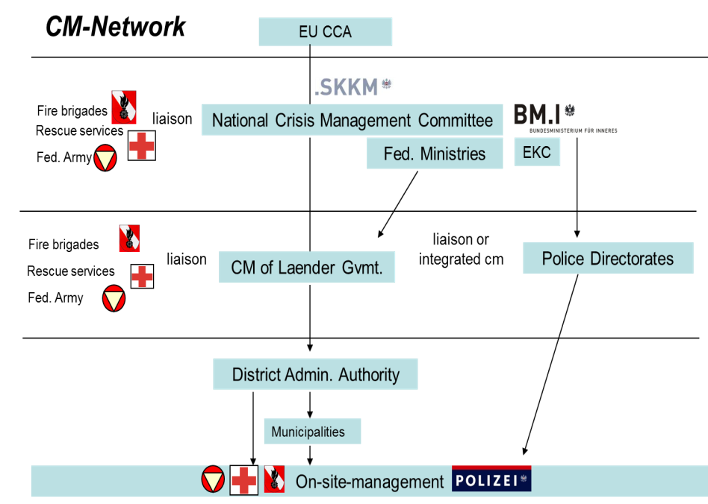 CM-Network
EU CCA
.SKKM
Fire brigades
Rescue services
Fed. Army
liaison
National Crisis Management Committee
Fed. Ministries
BM.I
BUNDESMINISTERIUM FÜR INNERES
EKC
Fire brigades
Rescue services
Fed. Army
liaison
CM of Laender Gvmt.
liaison or
integrated cm
Police Directorates
District Admin. Authority
Municipalities
On-site-management
POLIZEI